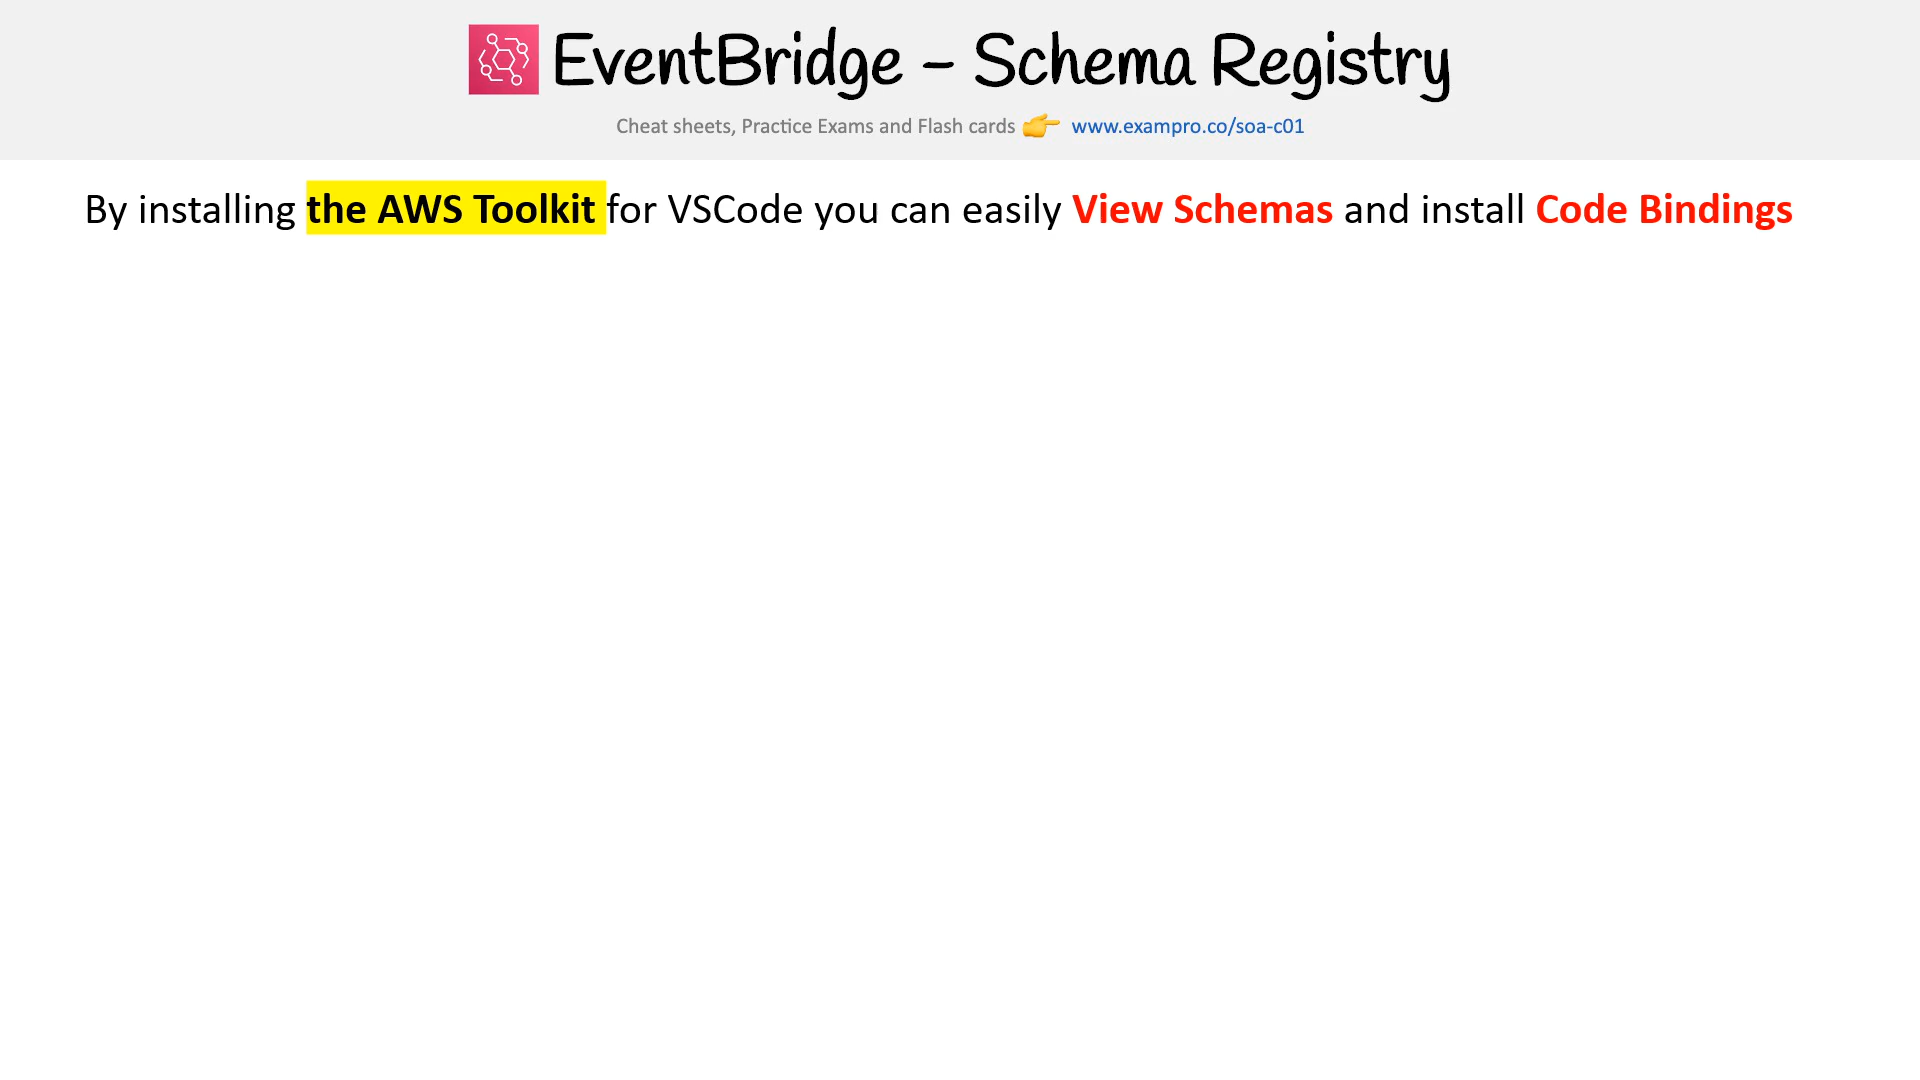 EventBridge – Schema Registry
Cheat sheets, Practice Exams and Flash cards 👉 www.exampro.co/soa-c01
By installing the AWS Toolkit for VSCode you can easily View Schemas and install Code Bindings